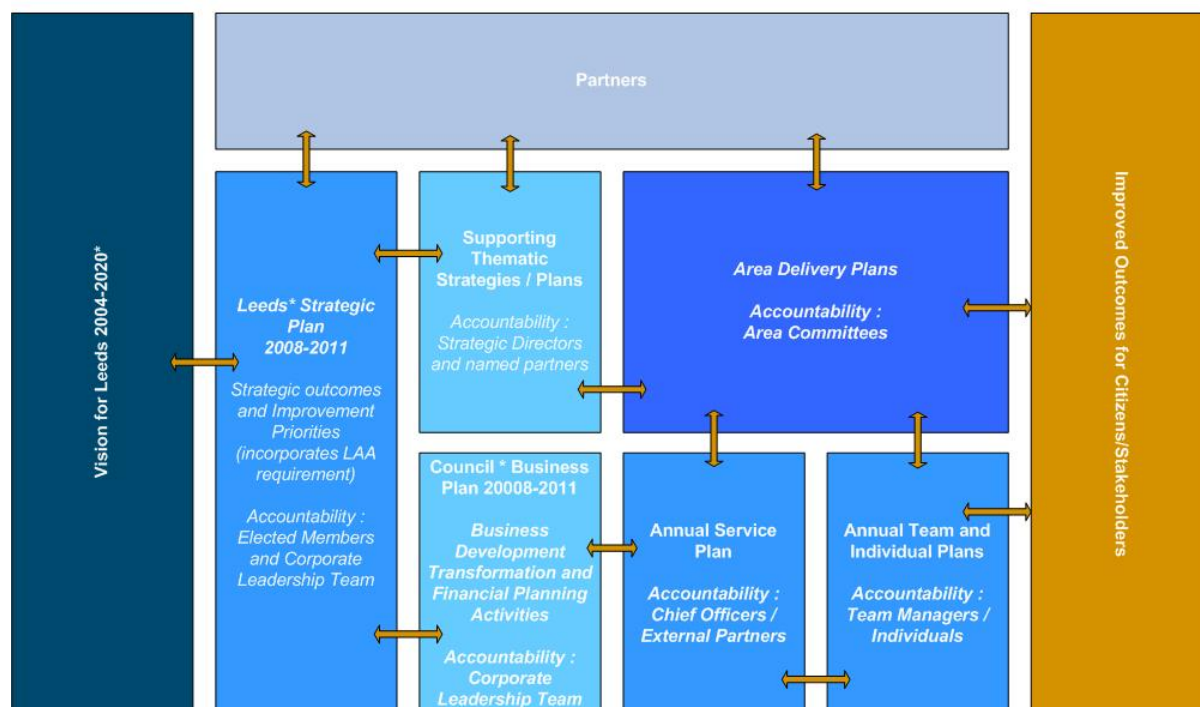 Vision for Leeds 2004-2020*
Partners
Leeds* Strategic
Plan
2008-2011
Strategic outcomes
and Improvement
Priorities
(incorporates LAA
requirement)
Accountability :
Elected Members
and Corporate
Leadership Team
Supporting
Thematic
Strategies / Plans
Accountability :
Strategic Directors
and named partners
Area Delivery Plans
Accountability :
Area Committees
Council * Business
Plan 20008-2011
Business
Development
Transformation and
Financial Planning
Activities
Accountability :
Corporate
Leadership Team
Annual Service
Plan
Accountability :
Chief Officers /
External Partners
Annual Team and
Individual Plans
Accountability :
Team Managers /
Individuals
Improved Outcomes for Citizens/Stakeholders